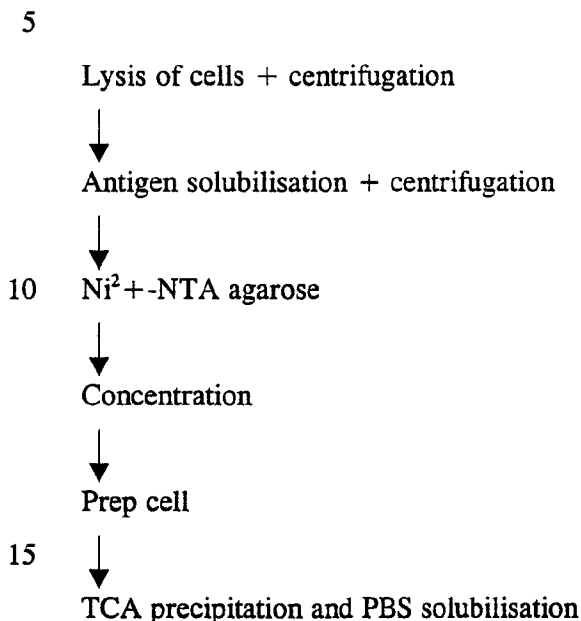 5
Lysis of cells + centrifugation
Antigen solubilisation + centrifugation
10 Ni²+-NTA agarose
Concentration
Prep cell
15
TCA precipitation and PBS solubilisation